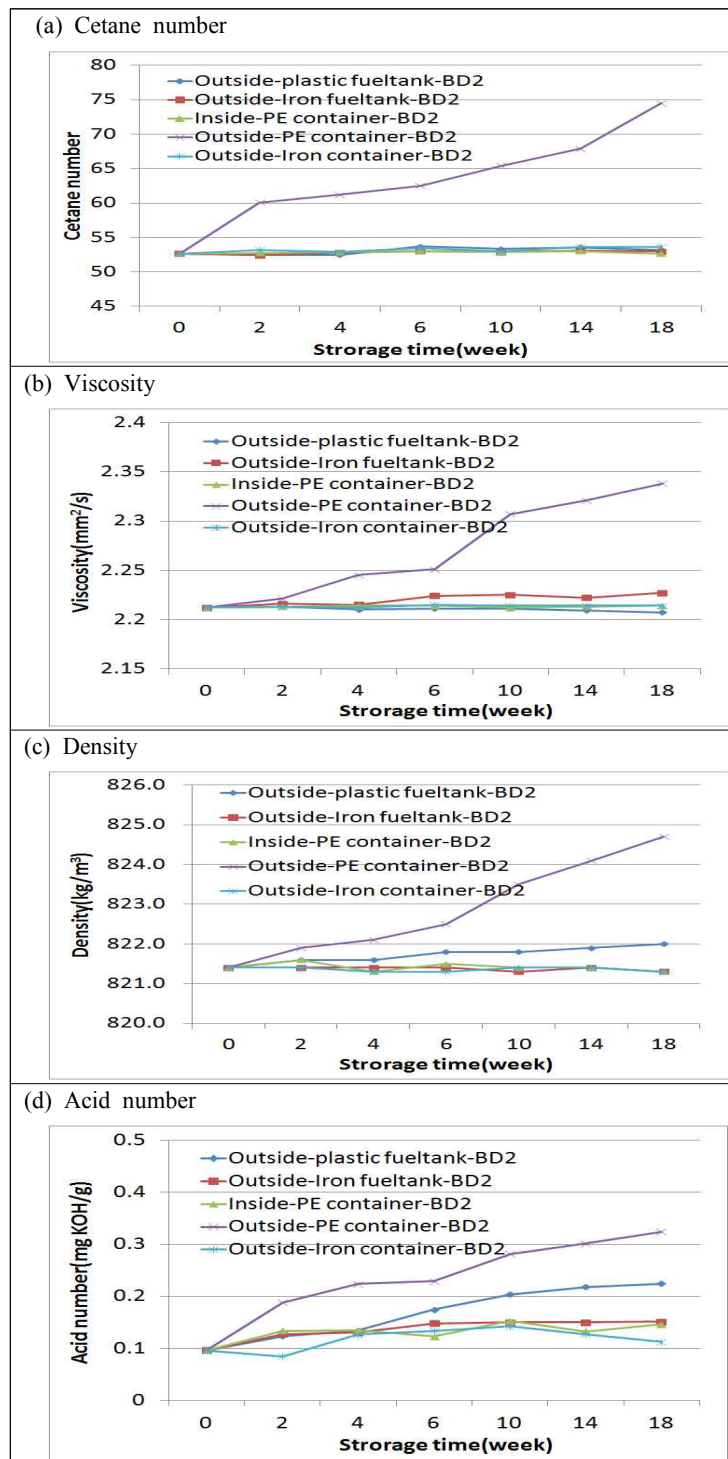 (a) Cetane number
80
75
70
65
60
55
50
45
Cetane number
Outside-plastic fueltank-BD2
Outside-Iron fueltank-BD2
Inside-PE container-BD2
Outside-PE container-BD2
Outside-Iron container-BD2
0 2 4 6 10 14 18
Strorage time(week)
(b) Viscosity
2.4
2.35
2.3
2.25
2.2
2.15
Viscosity(mm²/s)
Outside-plastic fueltank-BD2
Outside-Iron fueltank-BD2
Inside-PE container-BD2
Outside-PE container-BD2
Outside-Iron container-BD2
0 2 4 6 10 14 18
Strorage time(week)
(c) Density
826.0
825.0
824.0
823.0
822.0
821.0
820.0
Density(kg/m³)
Outside-plastic fueltank-BD2
Outside-Iron fueltank-BD2
Inside-PE container-BD2
Outside-PE container-BD2
Outside-Iron container-BD2
0 2 4 6 10 14 18
Strorage time(week)
(d) Acid number
0.5
0.4
0.3
0.2
0.1
0
Acid number(mg KOH/g)
Outside-plastic fueltank-BD2
Outside-Iron fueltank-BD2
Inside-PE container-BD2
Outside-PE container-BD2
Outside-Iron container-BD2
0 2 4 6 10 14 18
Strorage time(week)